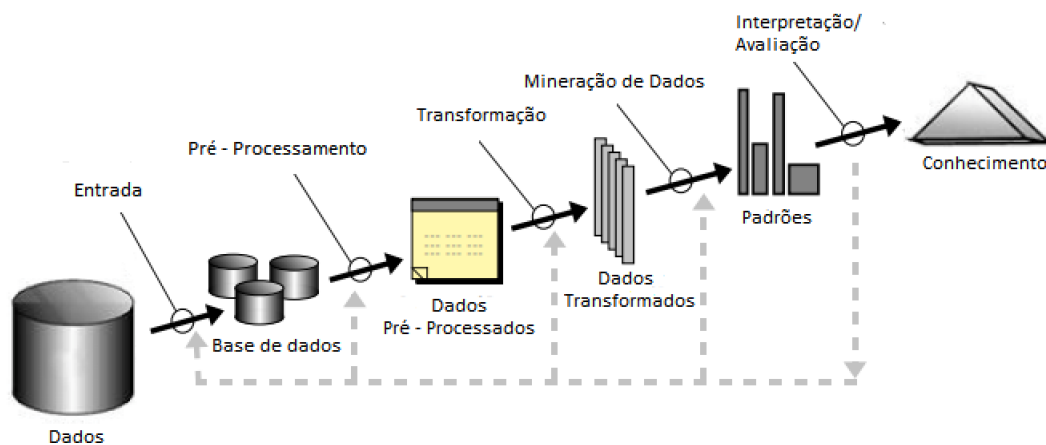 Interpretação/
Avaliação
Mineração de Dados
Transformação
Pré - Processamento
Entrada
Conhecimento
Padrões
Dados
Transformados
Dados
Pré - Processados
Base de dados
Dados